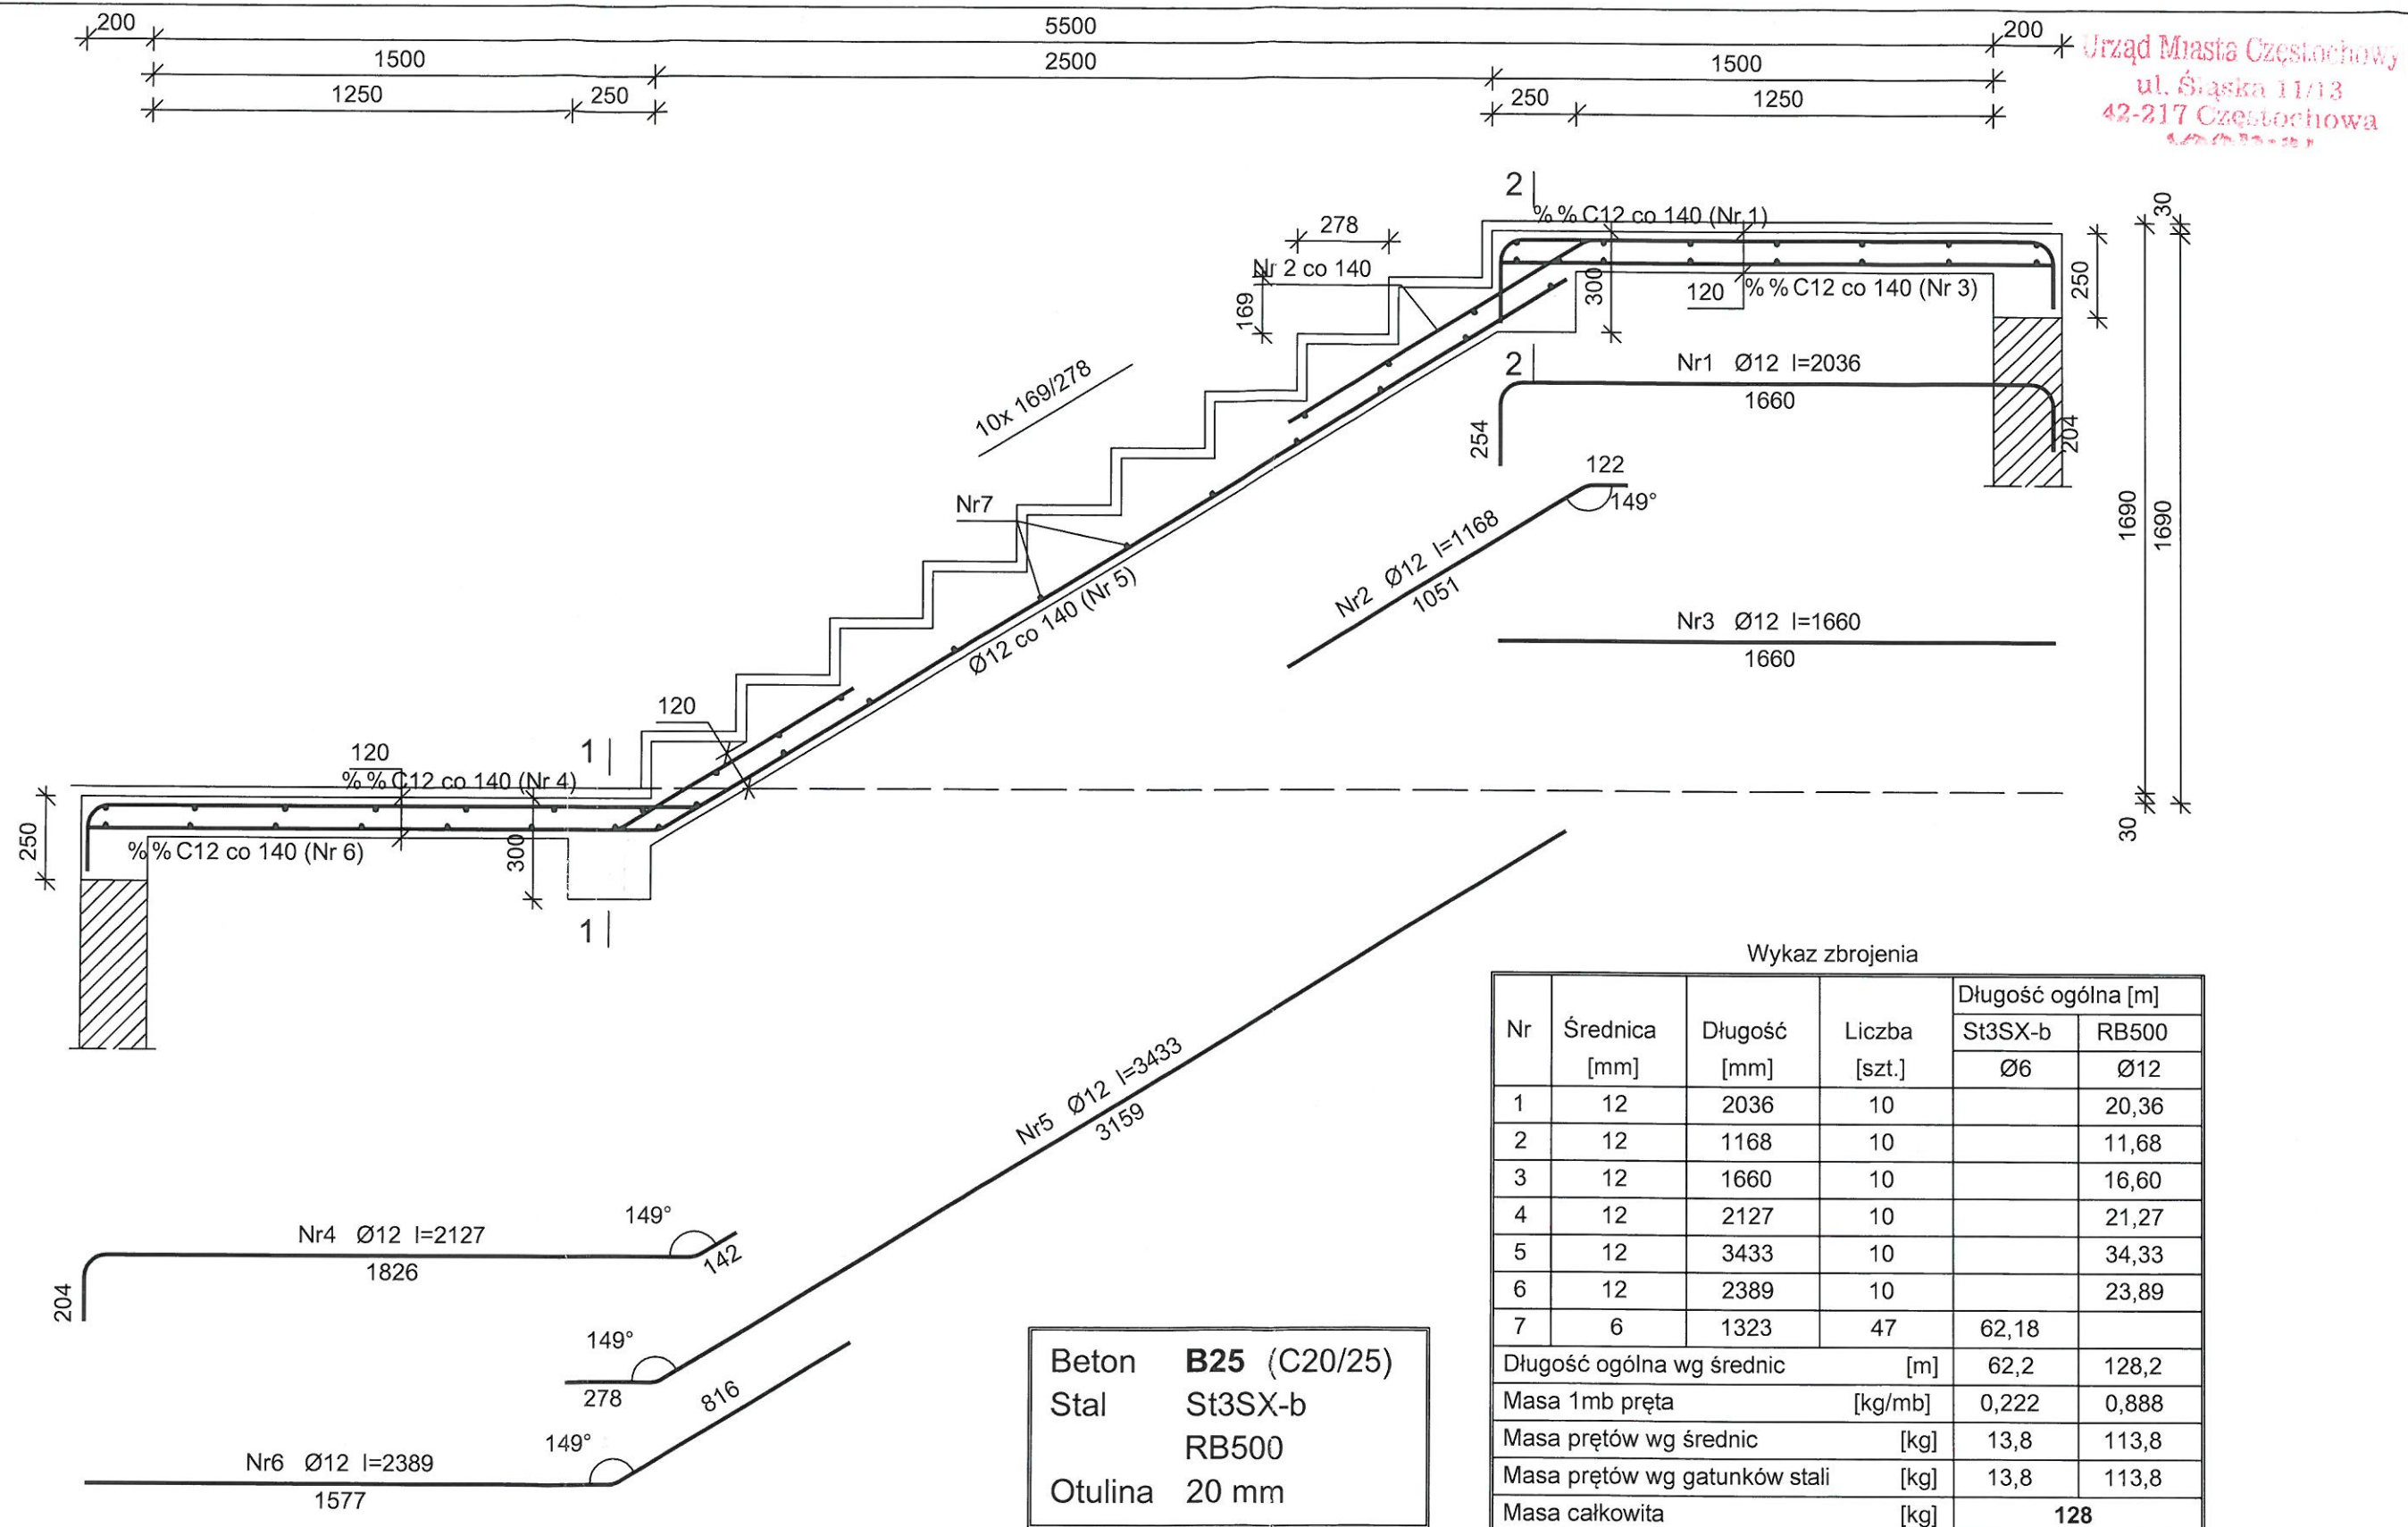 200
5500
200
1500
2500
1500
1250
250
250
1250
Urząd Miasta Częstochowy
ul. Śląska 11/13
42-217 Częstochowa
2
% % C12 co 140 (Nr 1)
278
Nr 2 co 140
169
300
120
% % C12 co 140 (Nr 3)
250
30
1690
1690
30
2
Nr1 Ø12 l=2036
1660
254
204
10x 169/278
122
149°
Nr2 Ø12 l=1168
1051
Nr7
Nr3 Ø12 l=1660
1660
Ø12 co 140 (Nr 5)
120
120
1
% % C12 co 140 (Nr 4)
250
% % C12 co 140 (Nr 6)
300
1
Nr5 Ø12 l=3433
3159
149°
278
Nr4 Ø12 l=2127
1826
204
149°
142
Nr6 Ø12 l=2389
1577
149°
816
Beton B25 (C20/25)
Stal St3SX-b
RB500
Otulina 20 mm
Wykaz zbrojenia
Długość ogólna [m]
Nr Średnica Długość Liczba St3SX-b RB500
[mm] [mm] [szt.] Ø6 Ø12
1 12 2036 10 20,36
2 12 1168 10 11,68
3 12 1660 10 16,60
4 12 2127 10 21,27
5 12 3433 10 34,33
6 12 2389 10 23,89
7 6 1323 47 62,18
Długość ogólna wg średnic [m] 62,2 128,2
Masa 1mb pręta [kg/mb] 0,222 0,888
Masa prętów wg średnic [kg] 13,8 113,8
Masa prętów wg gatunków stali [kg] 13,8 113,8
Masa całkowita [kg] 128